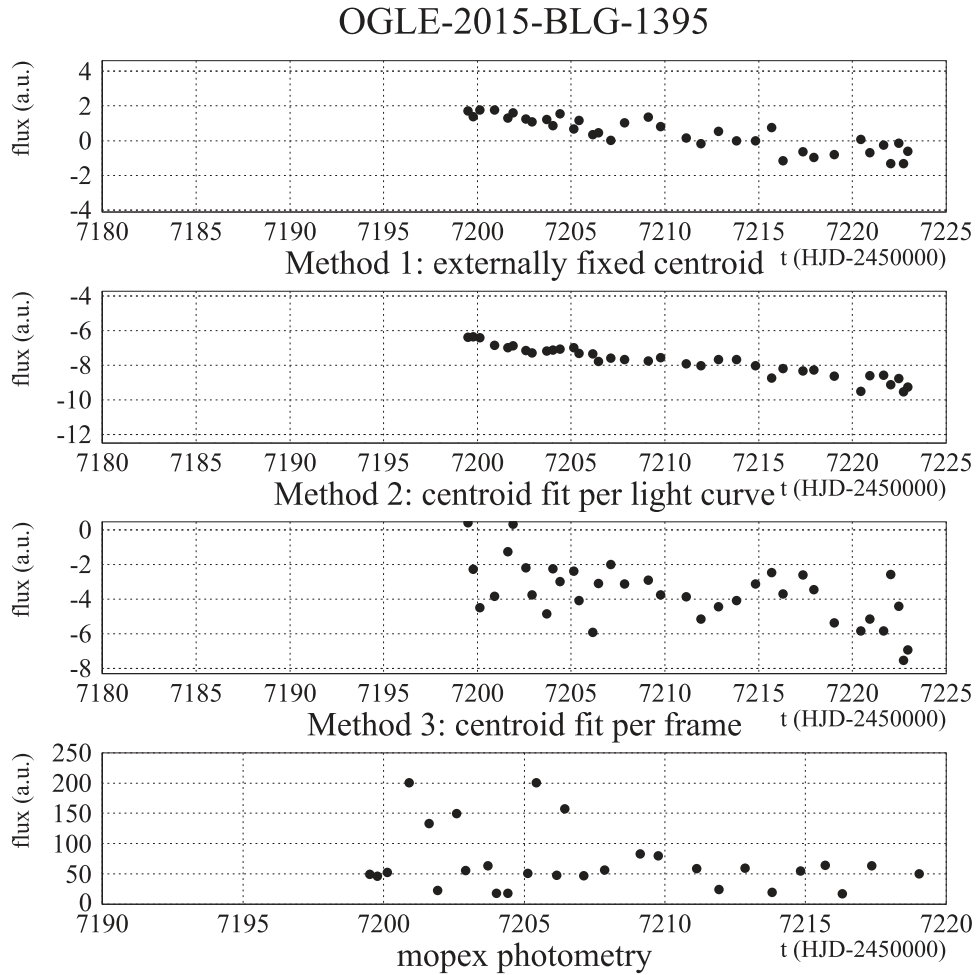 OGLE-2015-BLG-1395
flux (a.u.)
4
2
0
-2
-4
7180 7185 7190 7195 7200 7205 7210 7215 7220 7225
t (HJD-2450000)
Method 1: externally fixed centroid
flux (a.u.)
-4
-6
-8
-10
-12
7180 7185 7190 7195 7200 7205 7210 7215 7220 7225
t (HJD-2450000)
Method 2: centroid fit per light curve
flux (a.u.)
0
-2
-4
-6
-8
7180 7185 7190 7195 7200 7205 7210 7215 7220 7225
t (HJD-2450000)
Method 3: centroid fit per frame
flux (a.u.)
250
200
150
100
50
0
7190 7195 7200 7205 7210 7215 7220
t (HJD-2450000)
mopex photometry